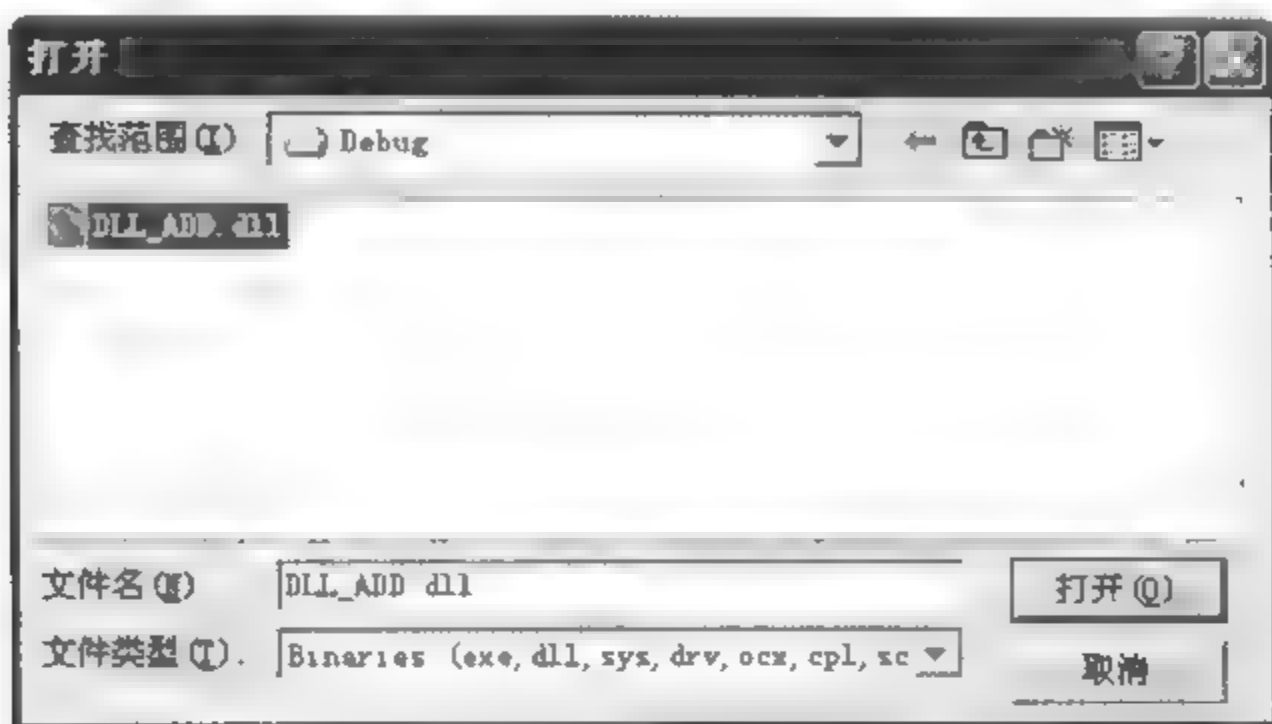 打开
查找范围(I) Debug
DLL_ADD.dll
文件名(N) DLL_ADD dll 打开(O)
文件类型(T). Binaries (exe,dll,sys,drv,ocx,cpl,sc 取消